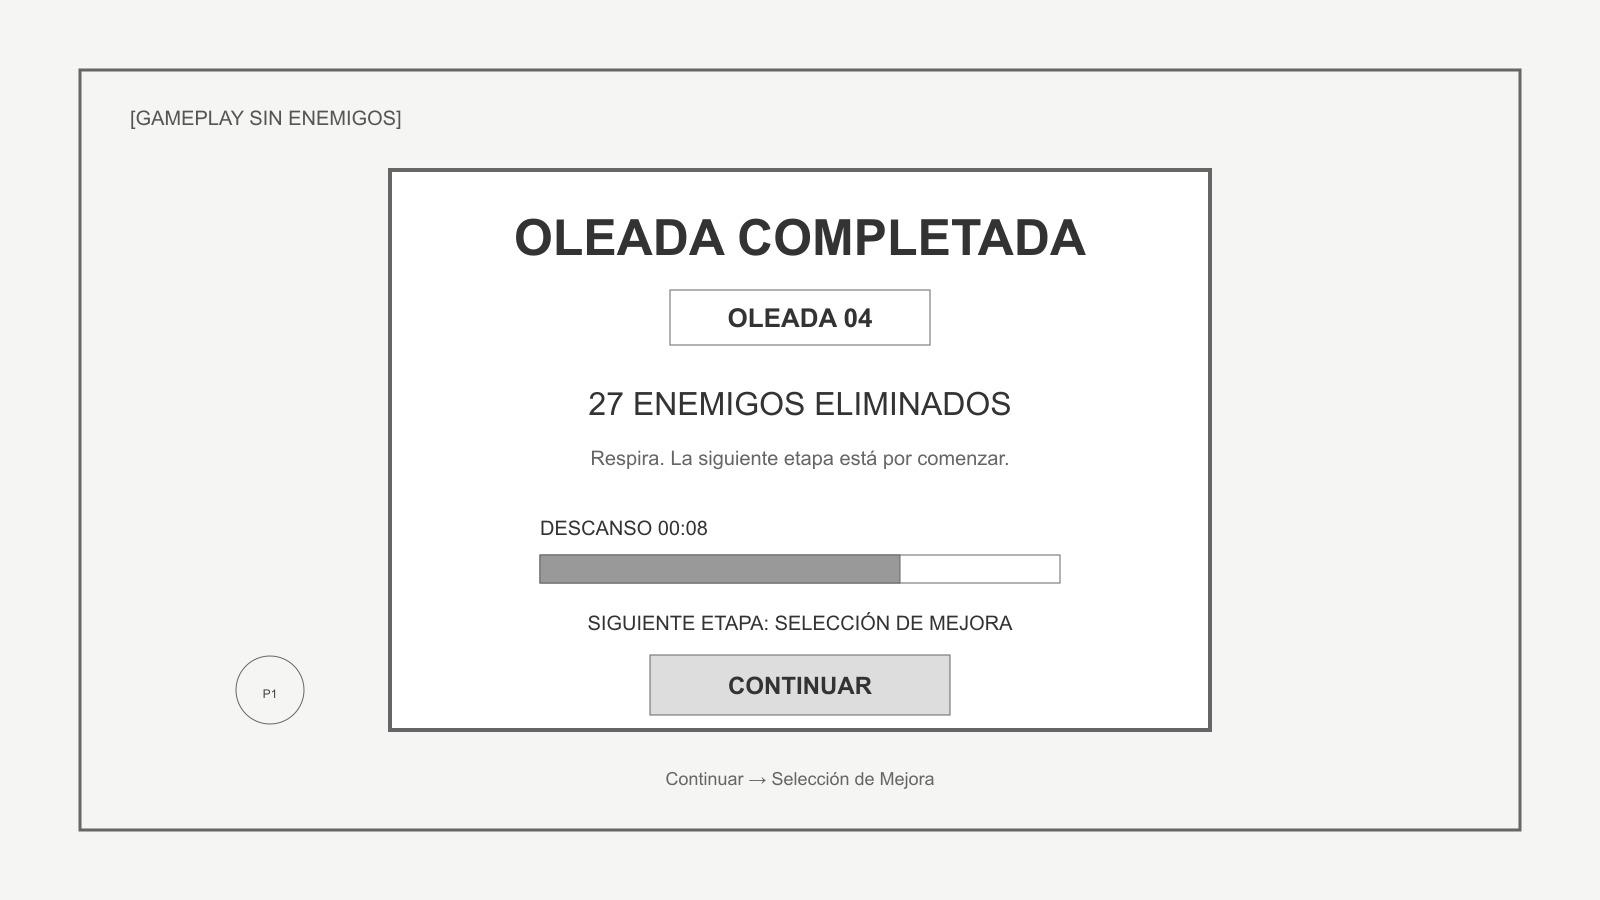 [GAMEPLAY SIN ENEMIGOS]
OLEADA COMPLETADA
OLEADA 04
27 ENEMIGOS ELIMINADOS
Respira. La siguiente etapa está por comenzar.
DESCANSO 00:08
SIGUIENTE ETAPA: SELECCIÓN DE MEJORA
CONTINUAR
P1
Continuar → Selección de Mejora